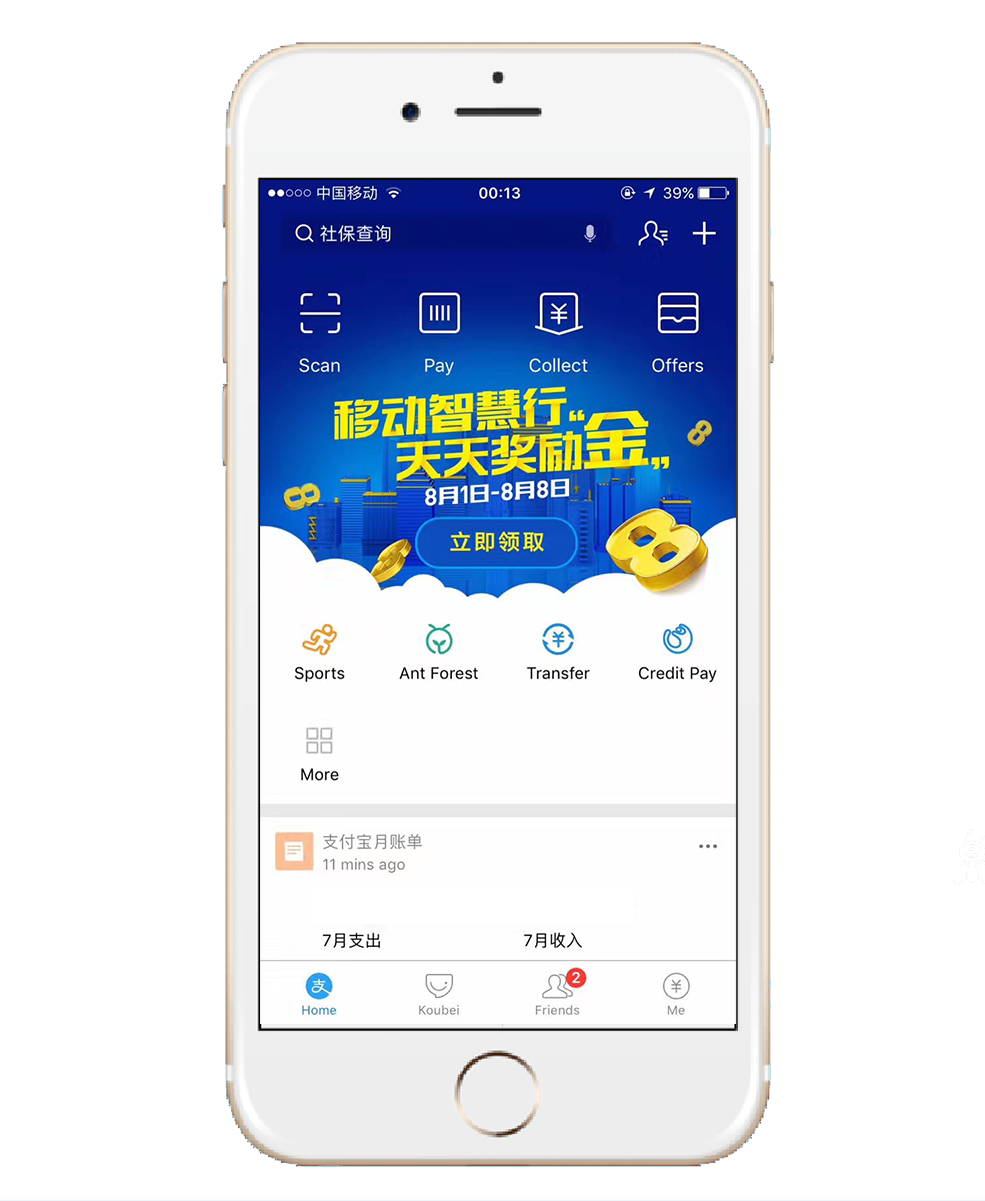 中国移动 00:13 39%
社保查询
Scan Pay Collect Offers
移动智慧行“
天天奖励金”
8月1日-8月8日
立即领取
Sports Ant Forest Transfer Credit Pay
More
支付宝月账单
11 mins ago
7月支出 7月收入
支 2
Home Koubei Friends Me